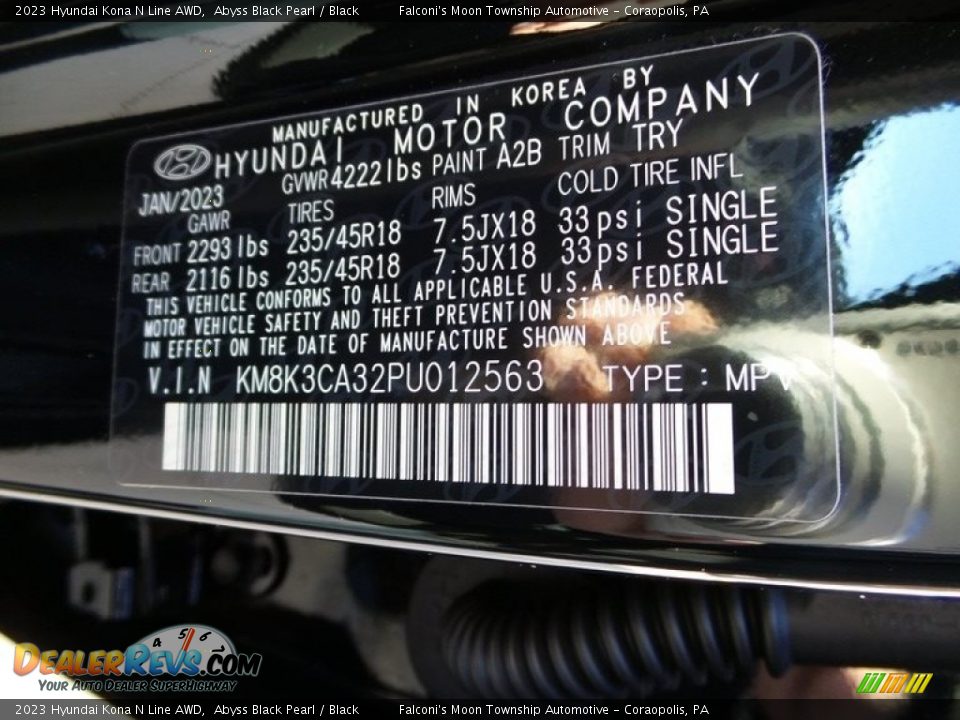 2023 Hyundai Kona N Line AWD, Abyss Black Pearl / Black Falconi's Moon Township Automotive - Coraopolis, PA
MANUFACTURED IN KOREA BY
HYUNDAI MOTOR COMPANY
JAN/2023 GVWR 4222 lbs PAINT A2B TRIM TRY
GAWR TIRES RIMS COLD TIRE INFL
FRONT 2293 lbs 235/45R18 7.5JX18 33 psi SINGLE
REAR 2116 lbs 235/45R18 7.5JX18 33 psi SINGLE
THIS VEHICLE CONFORMS TO ALL APPLICABLE U.S.A. FEDERAL
MOTOR VEHICLE SAFETY AND THEFT PREVENTION STANDARDS
IN EFFECT ON THE DATE OF MANUFACTURE SHOWN ABOVE
V.I.N KM8K3CA32PU012563 TYPE : MPV
4 5 6
DEALERREVS.COM
Your Auto Dealer SuperHighway
2023 Hyundai Kona N Line AWD, Abyss Black Pearl / Black Falconi's Moon Township Automotive - Coraopolis, PA